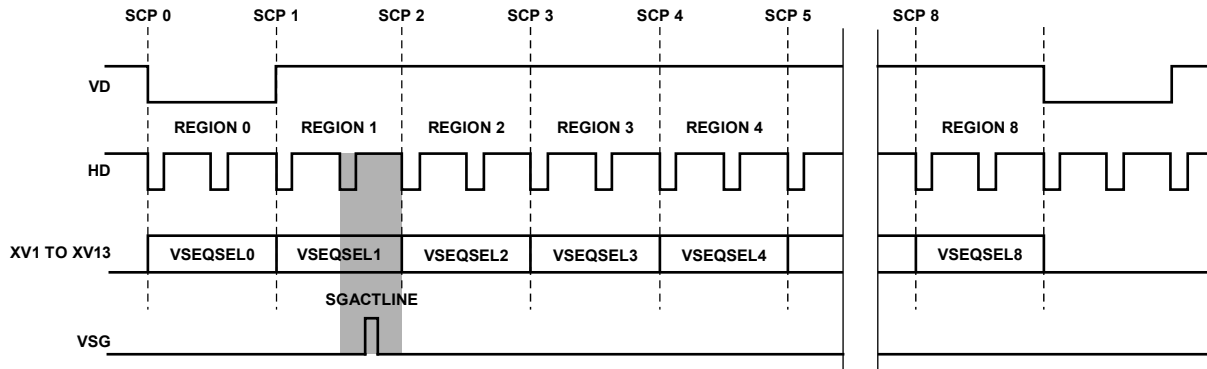 SCP 0 SCP 1 SCP 2 SCP 3 SCP 4 SCP 5 SCP 8
VD
REGION 0 REGION 1 REGION 2 REGION 3 REGION 4 REGION 8
HD
XV1 TO XV13 VSEQSEL0 VSEQSEL1 VSEQSEL2 VSEQSEL3 VSEQSEL4 VSEQSEL8
SGACTLINE
VSG